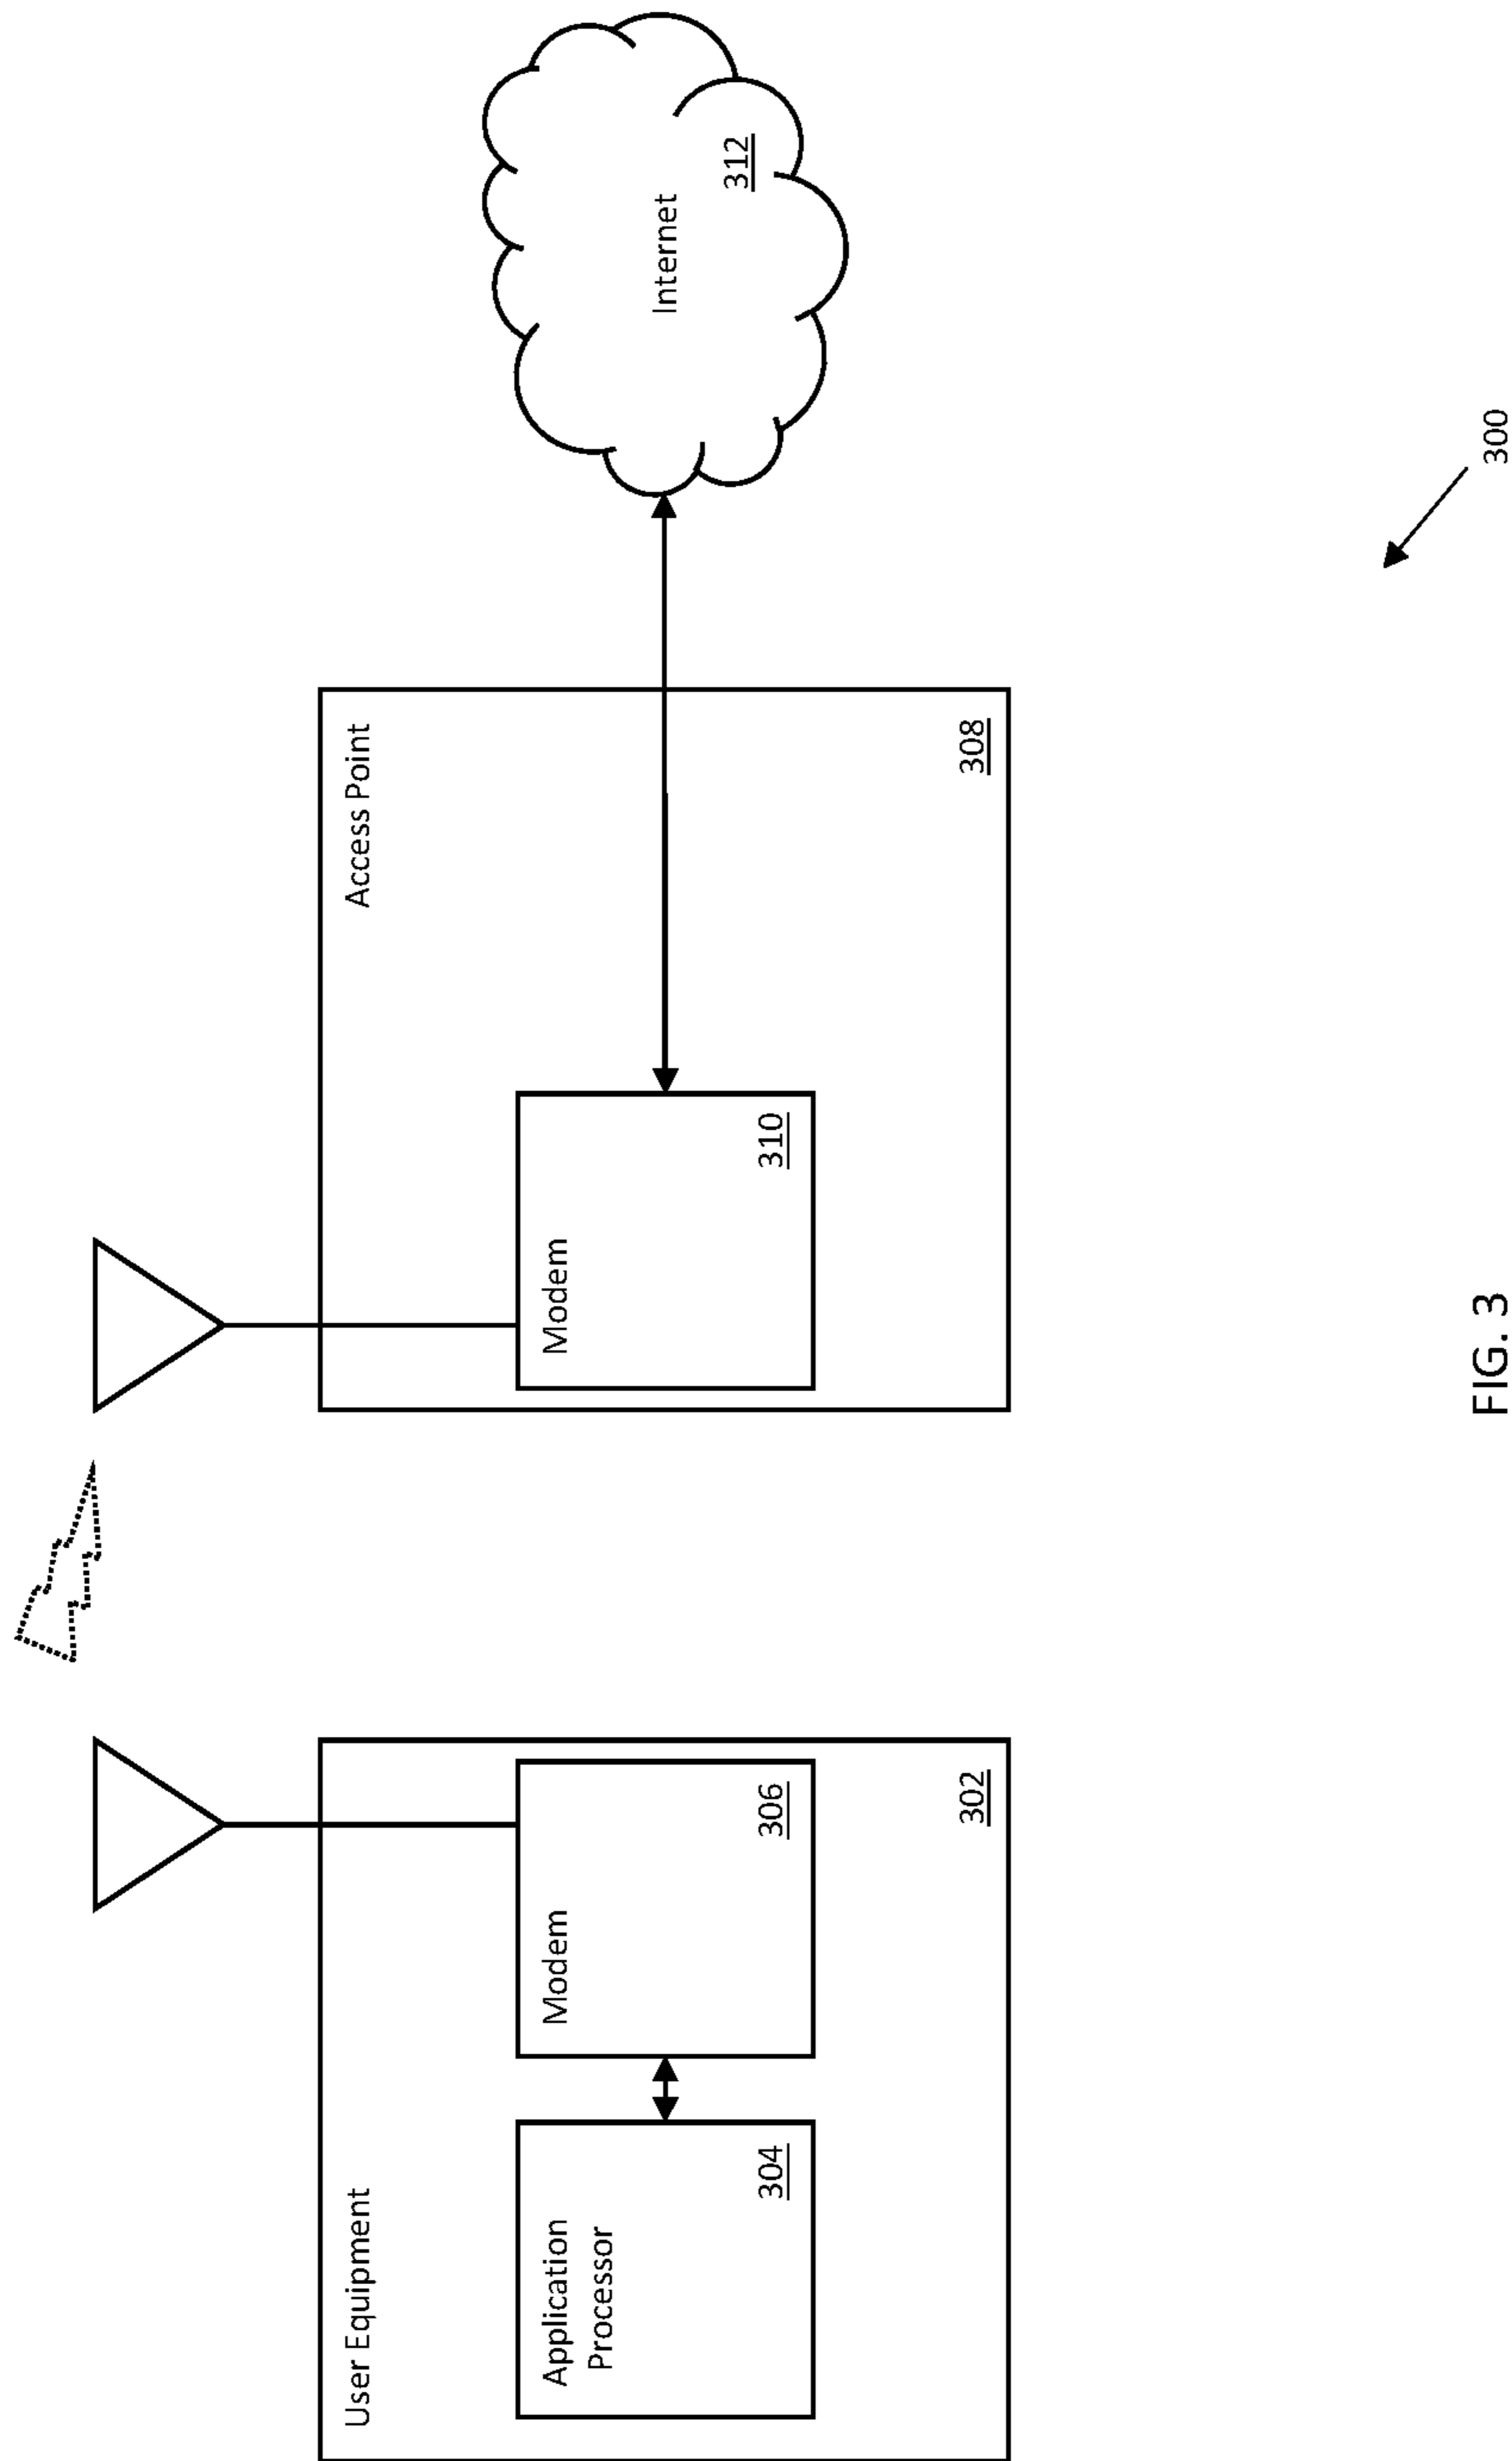 User Equipment
Application
Processor
304
Modem
306
302
Access Point
Modem
310
308
Internet
312
300
FIG. 3